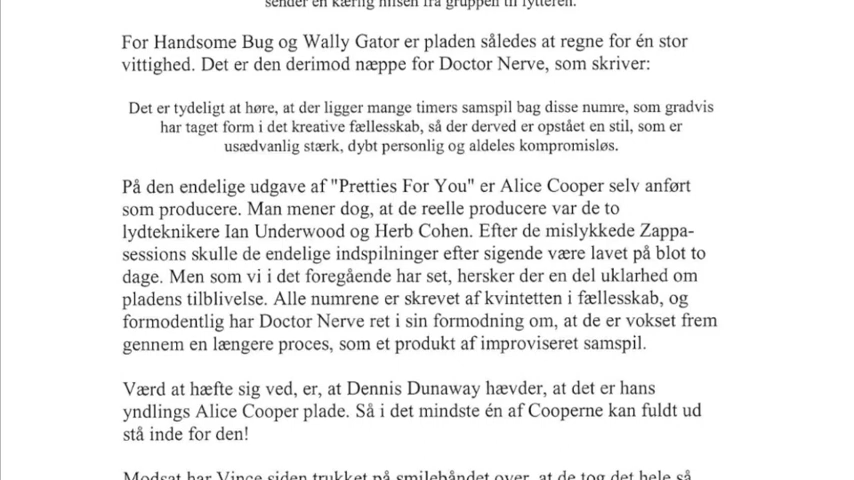 sender en kærlig hilsen fra gruppen til lytteren.
For Handsome Bug og Wally Gator er pladen således at regne for én stor
vittighed. Det er den derimod næppe for Doctor Nerve, som skriver:
Det er tydeligt at høre, at der ligger mange timers samspil bag disse numre, som gradvis
har taget form i det kreative fællesskab, så der derved er opstået en stil, som er
usædvanlig stærk, dybt personlig og aldeles kompromisløs.
På den endelige udgave af "Pretties For You" er Alice Cooper selv anført
som producere. Man mener dog, at de reelle producere var de to
lydteknikere Ian Underwood og Herb Cohen. Efter de mislykkede Zappa-
sessions skulle de endelige indspilninger efter sigende være lavet på blot to
dage. Men som vi i det foregående har set, hersker der en del uklarhed om
pladens tilblivelse. Alle numrene er skrevet af kvintetten i fællesskab, og
formodentlig har Doctor Nerve ret i sin formodning om, at de er vokset frem
gennem en længere proces, som et produkt af improviseret samspil.
Værd at hæfte sig ved, er, at Dennis Dunaway hævder, at det er hans
yndlings Alice Cooper plade. Så i det mindste én af Cooperne kan fuldt ud
stå inde for den!
Modsat har Vince siden trukket på smilebåndet over, at de tog det hele så